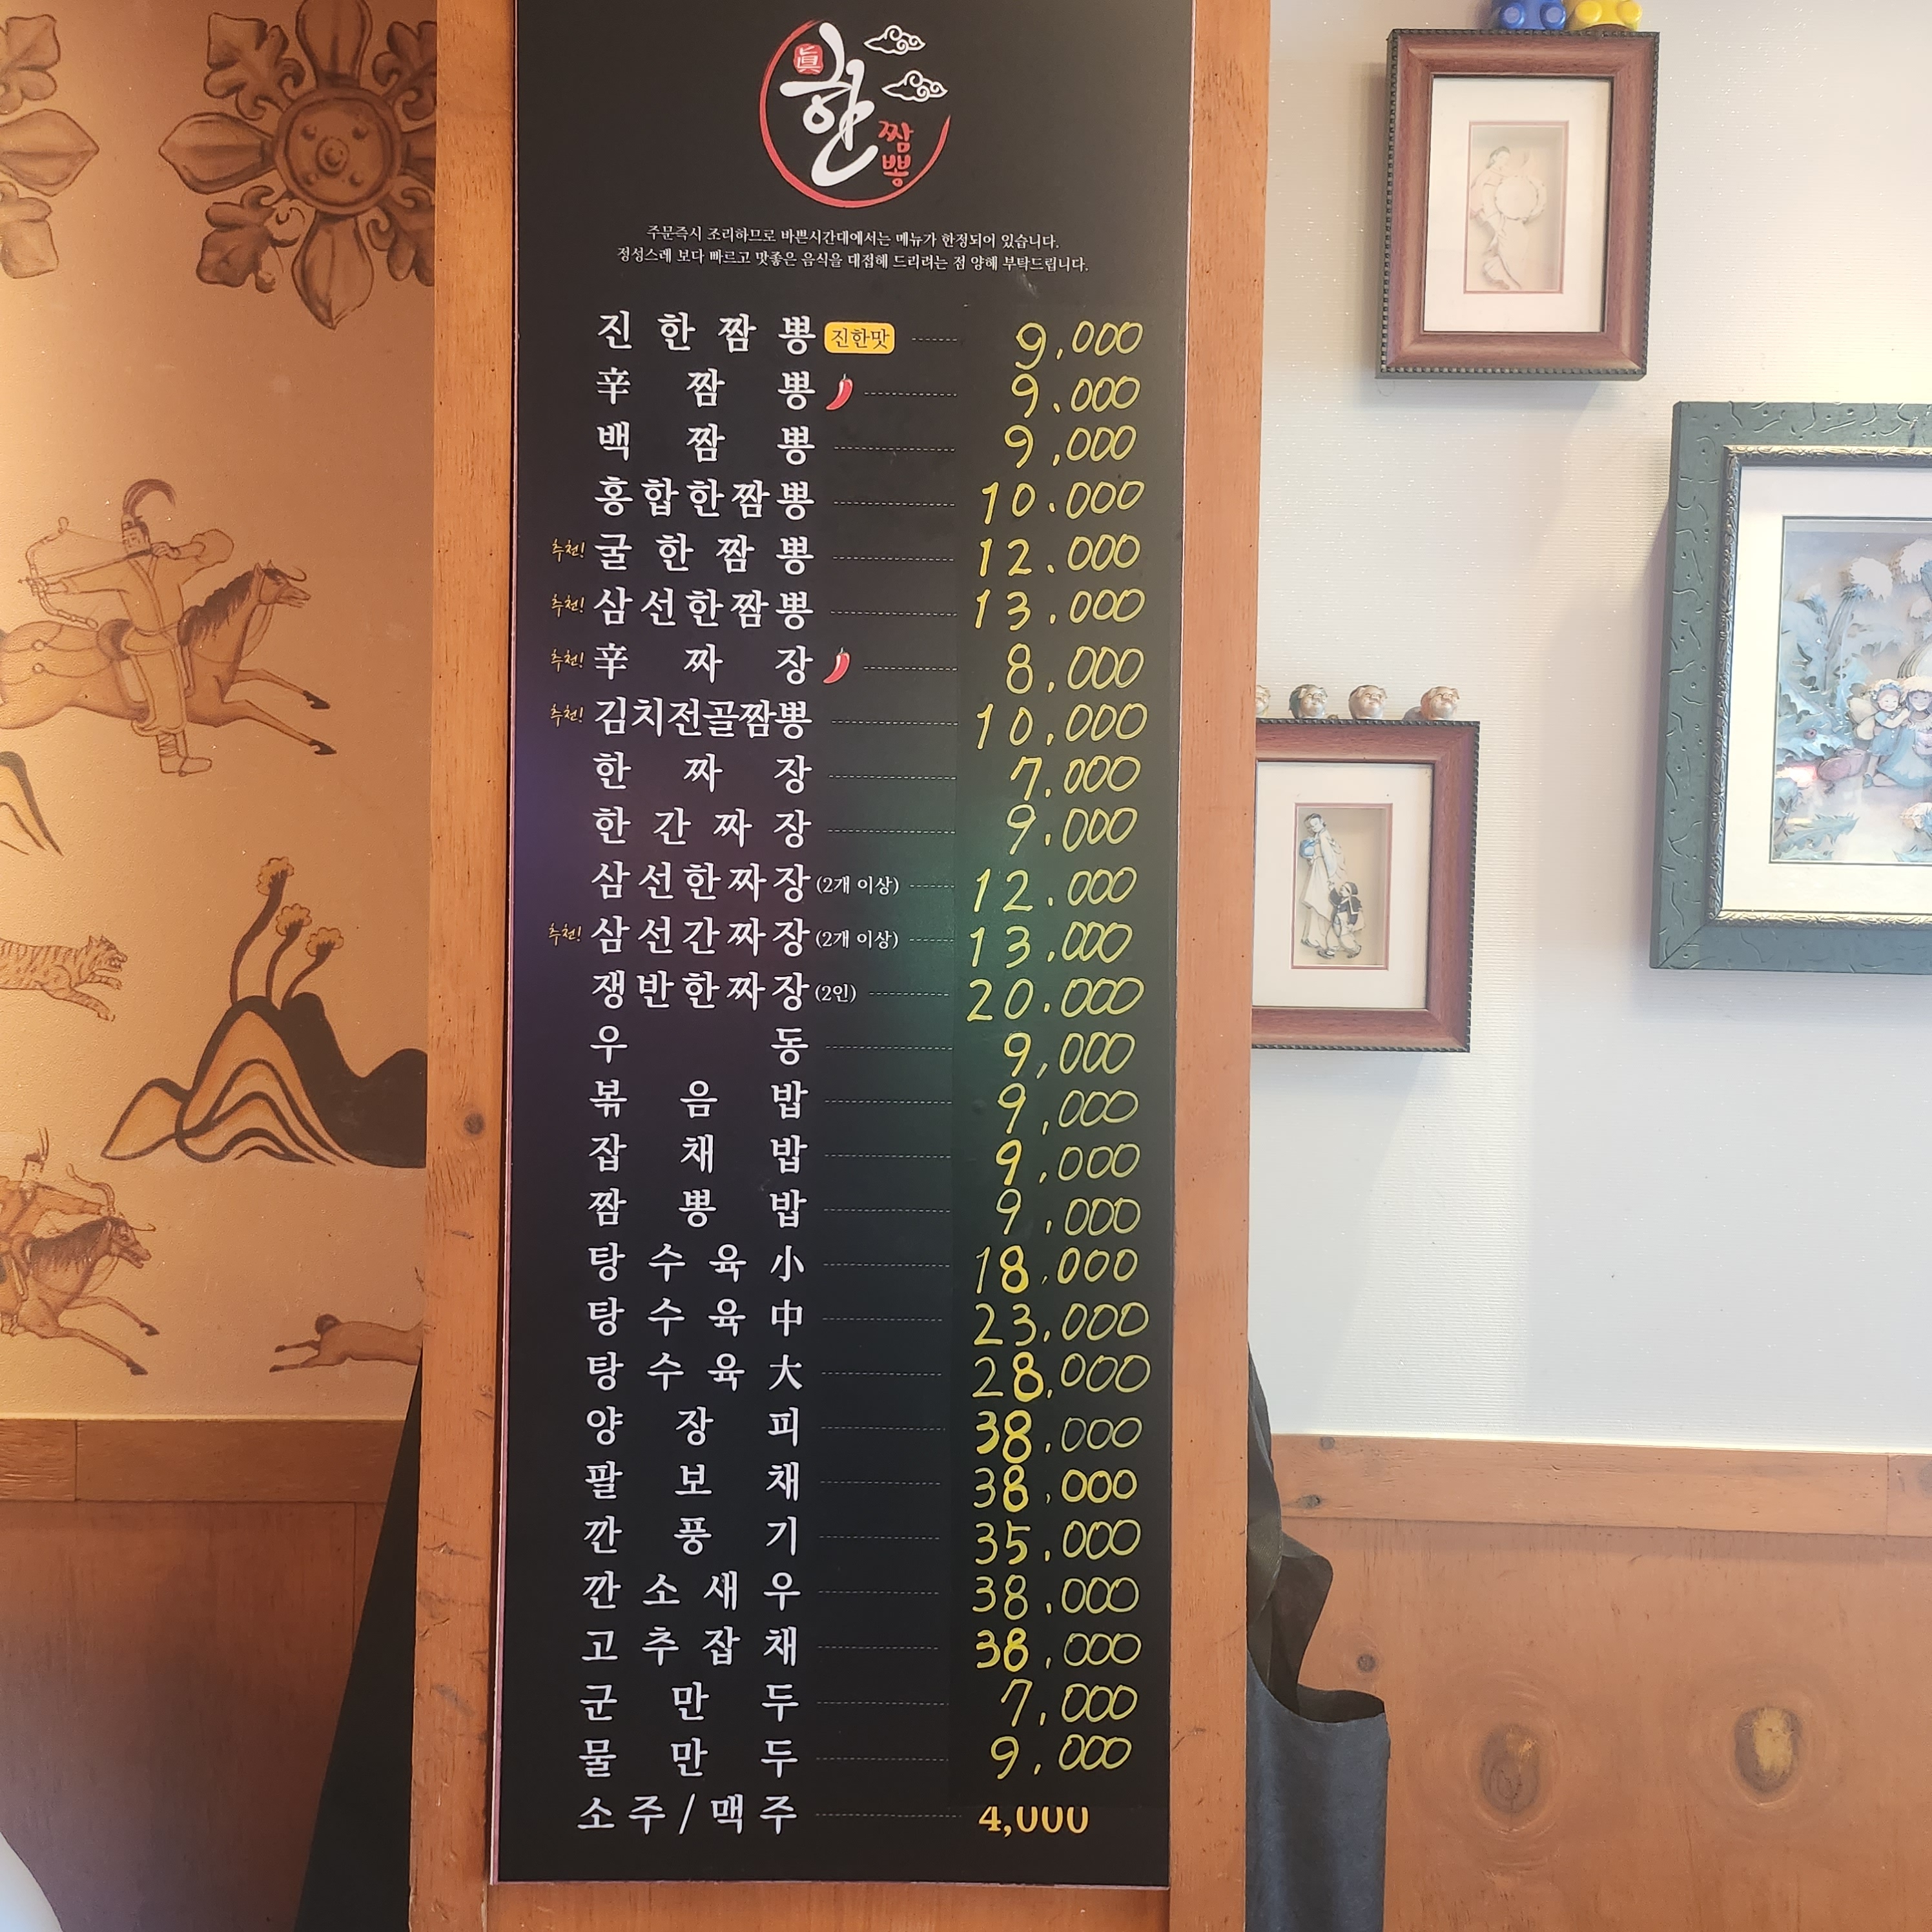 眞 한 짬뽕
주문즉시 조리하므로 바쁜시간대에서는 메뉴가 한정되어 있습니다.
정성스레 보다 빠르고 맛좋은 음식을 대접해 드리려는 점 양해 부탁드립니다.
진한짬뽕 진한맛 9,000
辛짬뽕 9.000
백짬뽕 9,000
홍합한짬뽕 10.000
추천! 굴한짬뽕 12.000
추천! 삼선한짬뽕 13.000
추천! 辛짜장 8,000
추천! 김치전골짬뽕 10,000
한짜장 7.000
한간짜장 9.000
삼선한짜장(2개 이상) 12.000
추천! 삼선간짜장(2개 이상) 13.000
쟁반한짜장(2인) 20.000
우동 9,000
볶음밥 9,000
잡채밥 9,000
짬뽕밥 9,000
탕수육小 18,000
탕수육中 23,000
탕수육大 28,000
양장피 38,000
팔보채 38,000
깐풍기 35,000
깐소새우 38,000
고추잡채 38,000
군만두 7,000
물만두 9,000
소주/맥주 4,000